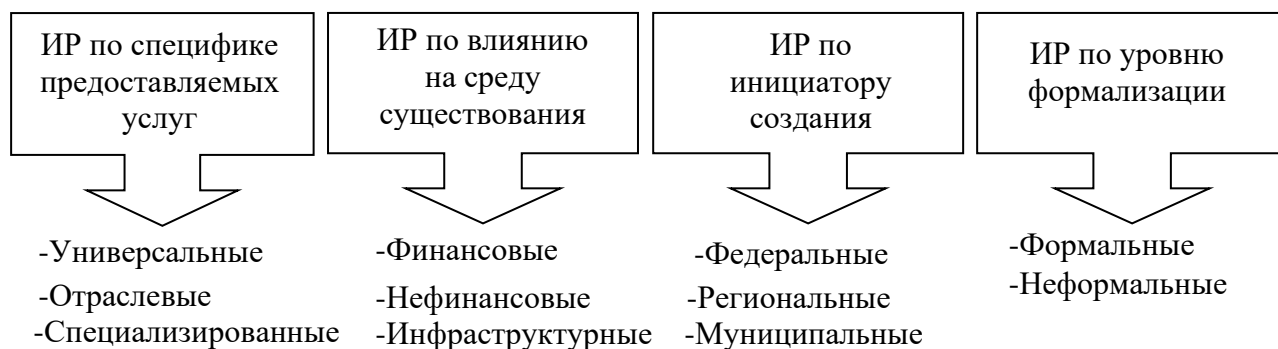 ИР по специфике
предоставляемых
услуг
-Универсальные
-Отраслевые
-Специализированные
ИР по влиянию
на среду
существования
-Финансовые
-Нефинансовые
-Инфраструктурные
ИР по
инициатору
создания
-Федеральные
-Региональные
-Муниципальные
ИР по уровню
формализации
-Формальные
-Неформальные